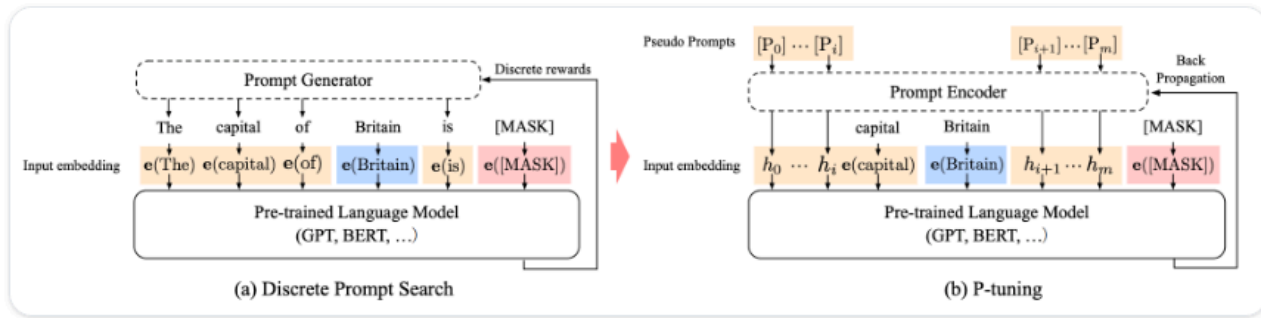 Prompt Generator
Discrete rewards
The capital of Britain is [MASK]
Input embedding e(The) e(capital) e(of) e(Britain) e(is) e([MASK])
Pre-trained Language Model
(GPT, BERT, …)
(a) Discrete Prompt Search
Pseudo Prompts [P₀] ⋯ [Pᵢ] [Pᵢ₊₁] ⋯ [Pₘ]
Back
Propagation
Prompt Encoder
capital Britain [MASK]
Input embedding h₀ ⋯ hᵢ e(capital) e(Britain) hᵢ₊₁ ⋯ hₘ e([MASK])
Pre-trained Language Model
(GPT, BERT, …)
(b) P-tuning